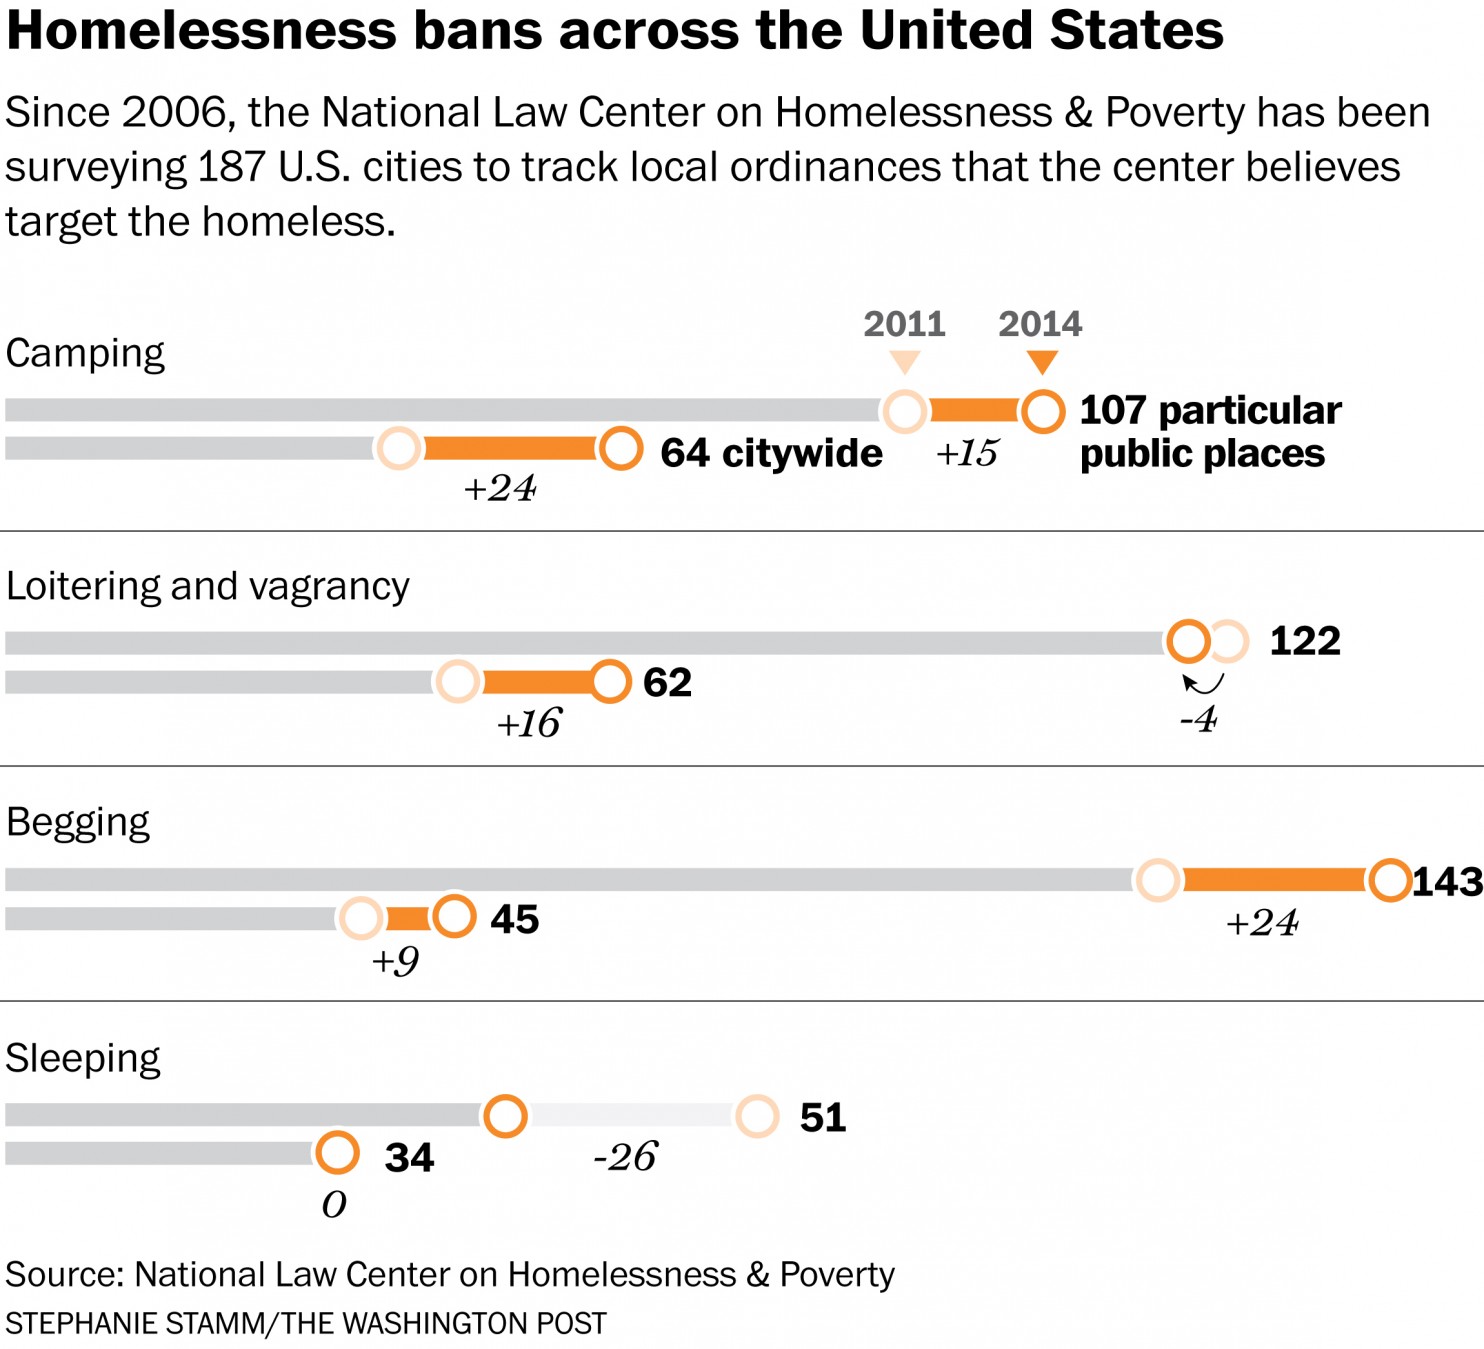 Homelessness bans across the United States
Since 2006, the National Law Center on Homelessness & Poverty has been
surveying 187 U.S. cities to track local ordinances that the center believes
target the homeless.
2011 2014
Camping
107 particular
public places
64 citywide
+15
+24
Loitering and vagrancy
122
62
-4
+16
Begging
143
45
+24
+9
Sleeping
51
34
-26
0
Source: National Law Center on Homelessness & Poverty
STEPHANIE STAMM/THE WASHINGTON POST